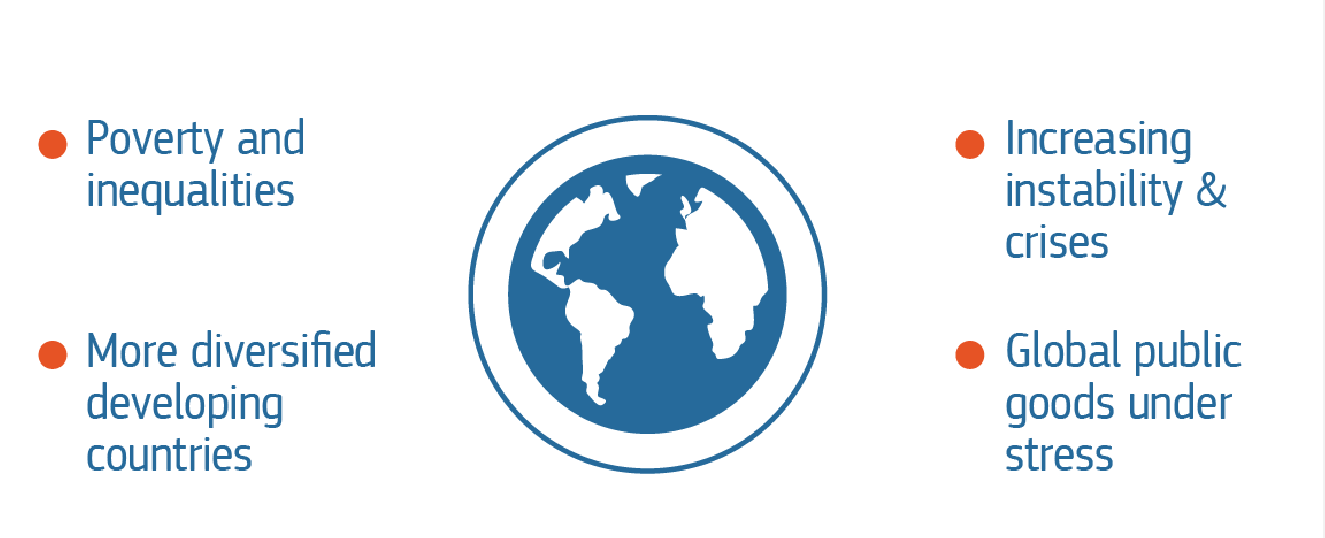 Poverty and
inequalities
More diversified
developing
countries
Increasing
instability &
crises
Global public
goods under
stress